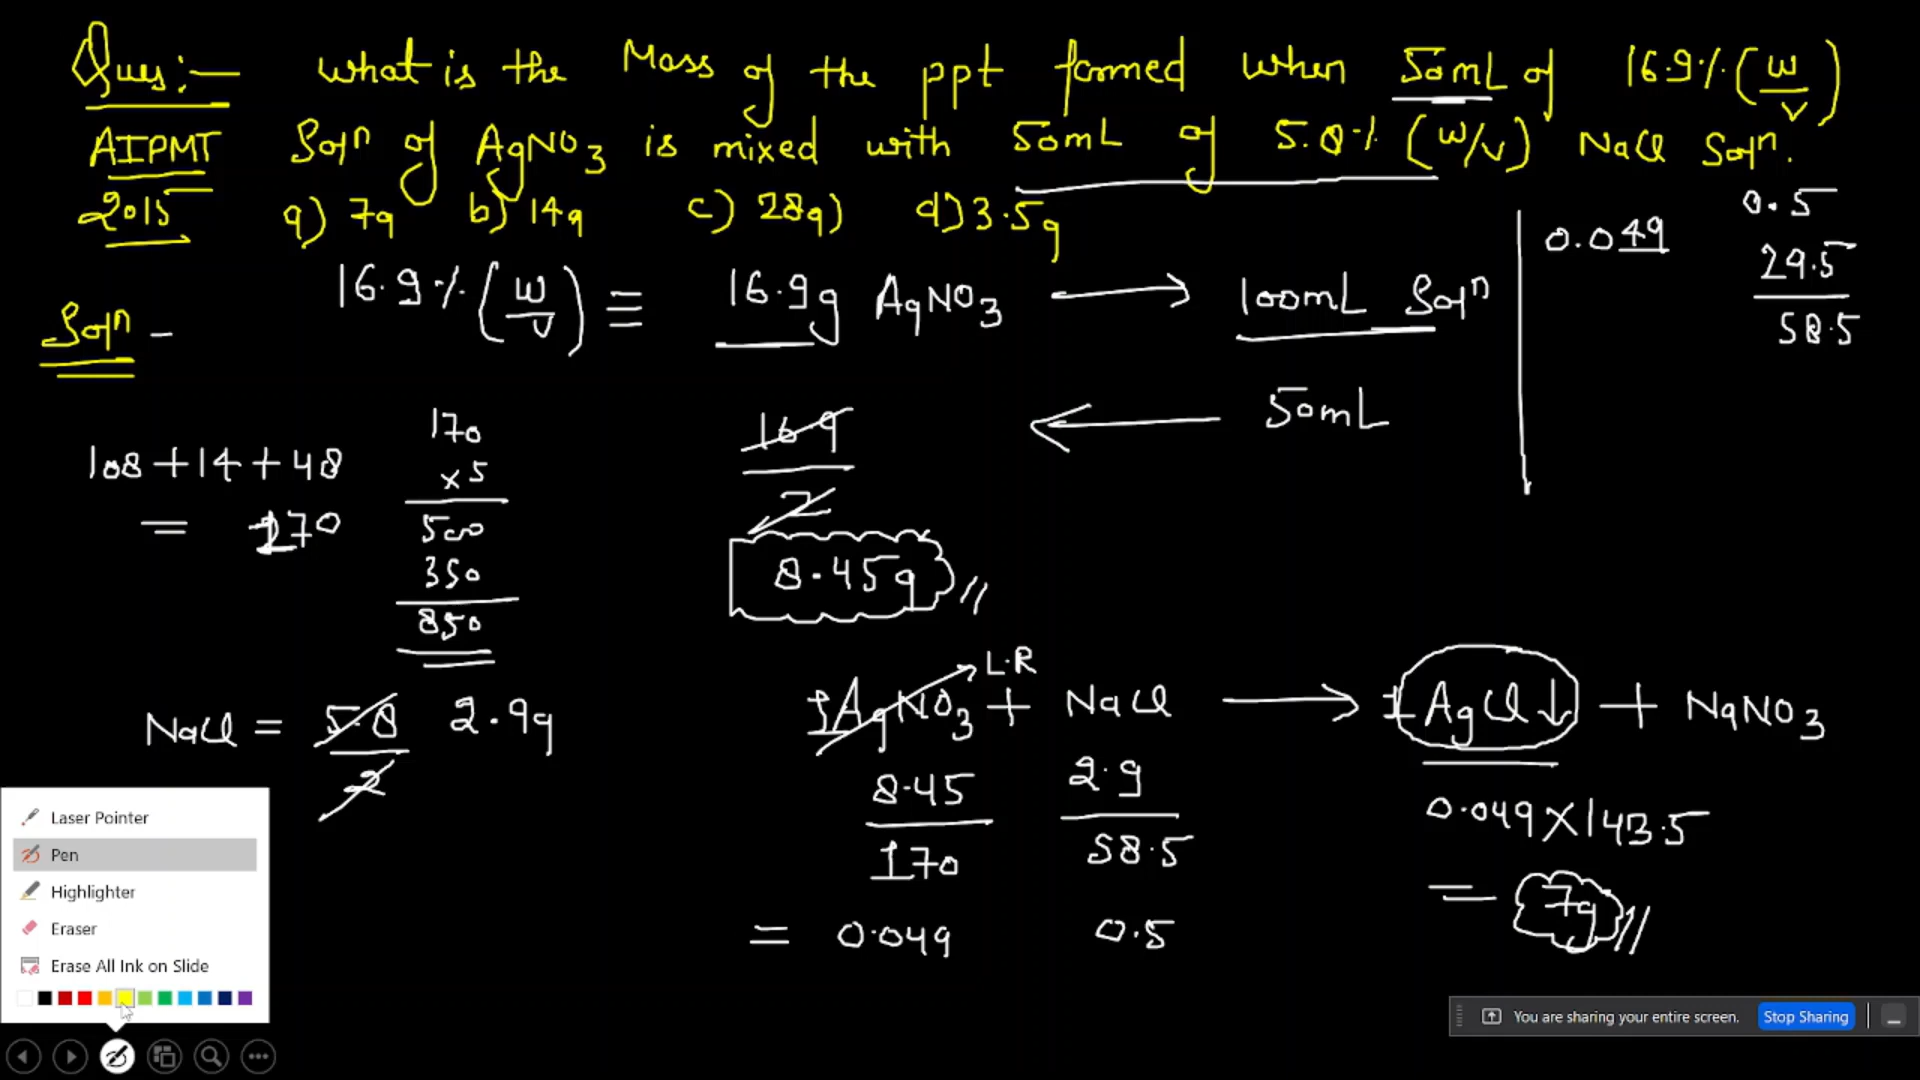 Ques:- What is the Mass of the ppt formed when 50mL of 16.9% (w/v)
AIPMT 2015
Solⁿ of AgNO3 is mixed with 50mL of 5.8% (w/v) NaCl Solⁿ.
a) 7g b) 14g c) 28g) d) 3.5g
Solⁿ -
16.9% (w/v) ≡ 16.9g AgNO3 → 100mL Solⁿ
0.049
0.5
29.5
58.5
← 50mL
108+14+48
= 170
170
×5
500
350
850
16.9
2
8.45g //
NaCl = 5.8/2 2.9g
L.R
1AgNO3 + NaCl → 1 AgCl↓ + NaNO3
8.45/170 2.9/58.5
= 0.049 0.5
0.049×143.5
= 7g //
Laser Pointer
Pen
Highlighter
Eraser
Erase All Ink on Slide
You are sharing your entire screen. Stop Sharing